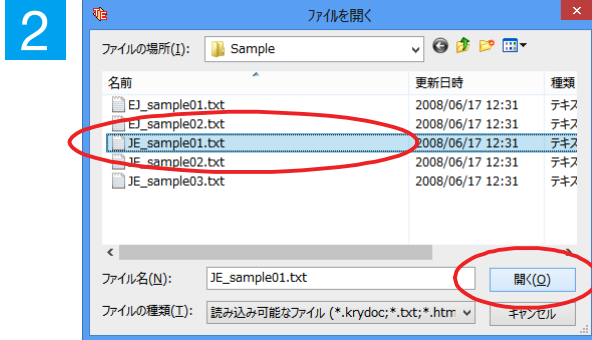 2
ファイルを開く
ファイルの場所(I): Sample
名前 更新日時 種類
EJ_sample01.txt 2008/06/17 12:31 テキス
EJ_sample02.txt 2008/06/17 12:31 テキス
JE_sample01.txt 2008/06/17 12:31 テキス
JE_sample02.txt 2008/06/17 12:31 テキス
JE_sample03.txt 2008/06/17 12:31 テキス
ファイル名(N): JE_sample01.txt 開く(O)
ファイルの種類(T): 読み込み可能なファイル (*.krydoc;*.txt;*.htm キャンセル